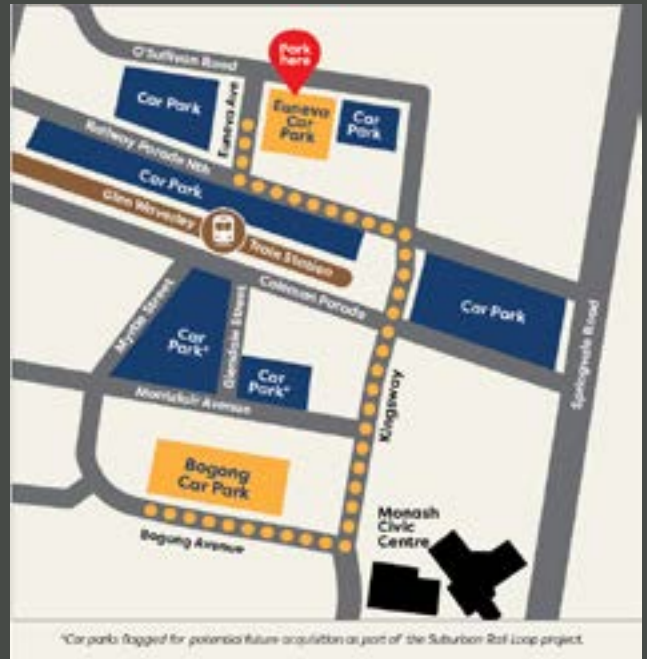 Park
here
O'Sullivan Road
Car Park
Euneva Ave
Euneva
Car
Park
Car
Park
Railway Parade Nth
Car Park
Glen Waverley
Train Station
Coleman Parade
Car Park
Springvale Road
Myrtle Street
Car
Park*
Glendale Street
Car
Park*
Montclair Avenue
Kingsway
Bogong
Car Park
Bogong Avenue
Monash
Civic
Centre
*Car parks flagged for potential future acquisition as part of the Suburban Rail Loop project.